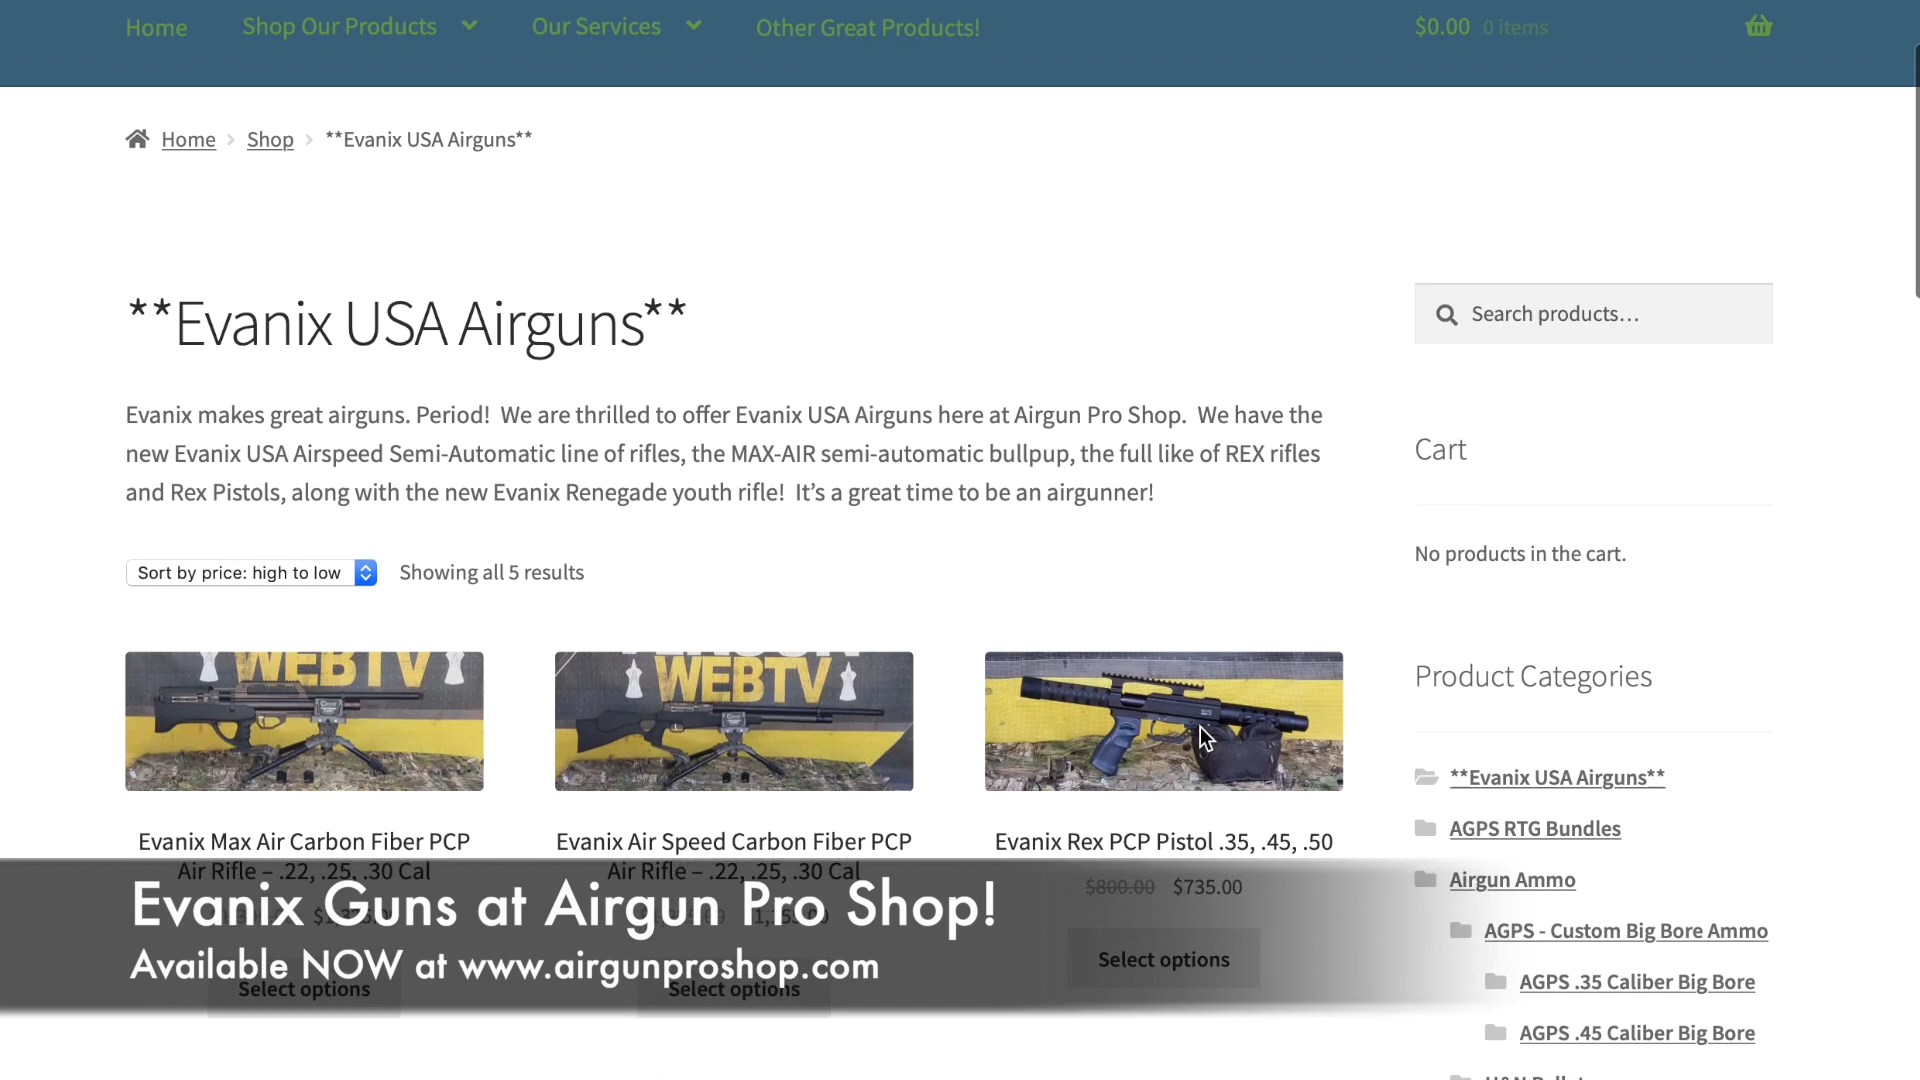 Home Shop Our Products Our Services Other Great Products! $0.00 0 items
Home Shop **Evanix USA Airguns**
**Evanix USA Airguns**
Search products…
Evanix makes great airguns. Period! We are thrilled to offer Evanix USA Airguns here at Airgun Pro Shop. We have the
new Evanix USA Airspeed Semi-Automatic line of rifles, the MAX-AIR semi-automatic bullpup, the full like of REX rifles
and Rex Pistols, along with the new Evanix Renegade youth rifle! It's a great time to be an airgunner!
Sort by price: high to low Showing all 5 results
WEBTV
WEBTV
Evanix Max Air Carbon Fiber PCP
Air Rifle – .22, .25, .30 Cal
Select options
Evanix Air Speed Carbon Fiber PCP
Air Rifle – .22, .25, .30 Cal
Select options
Evanix Rex PCP Pistol .35, .45, .50
$800.00 $735.00
Select options
Evanix Guns at Airgun Pro Shop!
Available NOW at www.airgunproshop.com
Cart
No products in the cart.
Product Categories
**Evanix USA Airguns**
AGPS RTG Bundles
Airgun Ammo
AGPS - Custom Big Bore Ammo
AGPS .35 Caliber Big Bore
AGPS .45 Caliber Big Bore